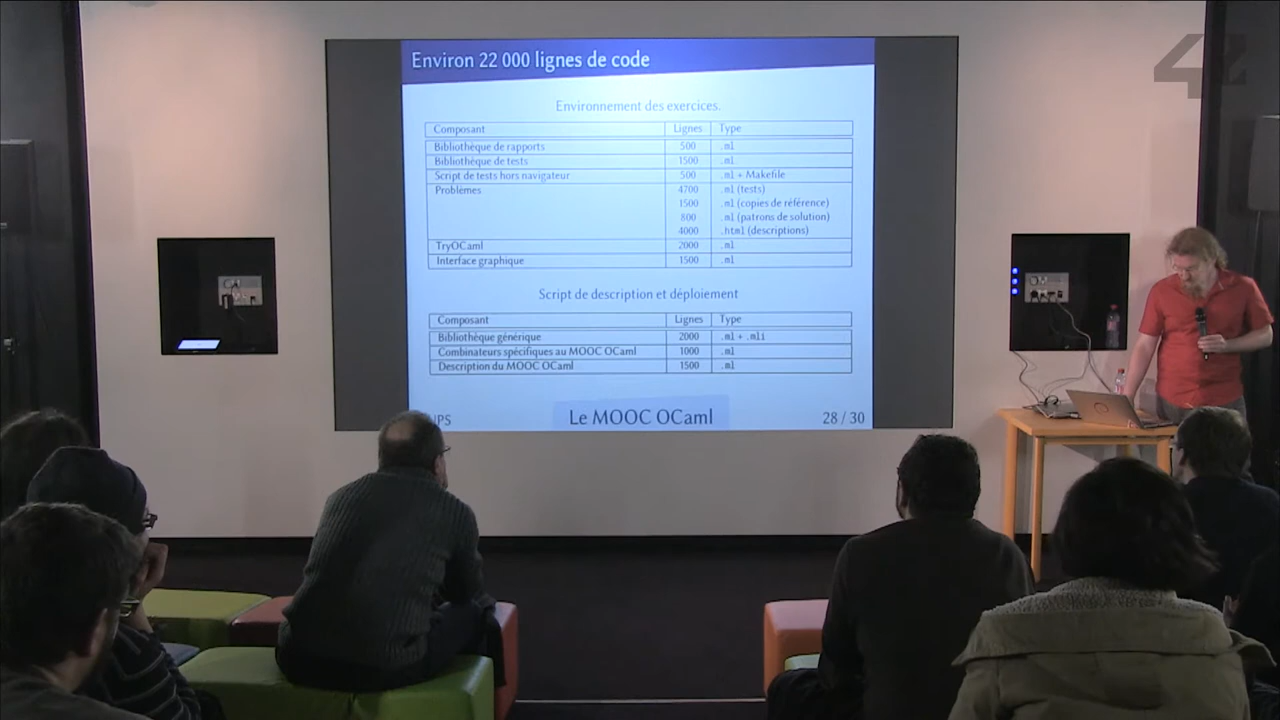 42
Environ 22 000 lignes de code
Environnement des exercices.
Composant Lignes Type
Bibliothèque de rapports 500 .ml
Bibliothèque de tests 1500 .ml
Script de tests hors navigateur 500 .ml + Makefile
Problèmes 4700 .ml (tests)
1500 .ml (copies de référence)
800 .ml (patrons de solution)
4000 .html (descriptions)
TryOCaml 2000 .ml
Interface graphique 1500 .ml
Script de description et déploiement
Composant Lignes Type
Bibliothèque générique 2000 .ml + .mli
Combinateurs spécifiques au MOOC OCaml 1000 .ml
Description du MOOC OCaml 1500 .ml
Le MOOC OCaml 28 / 30